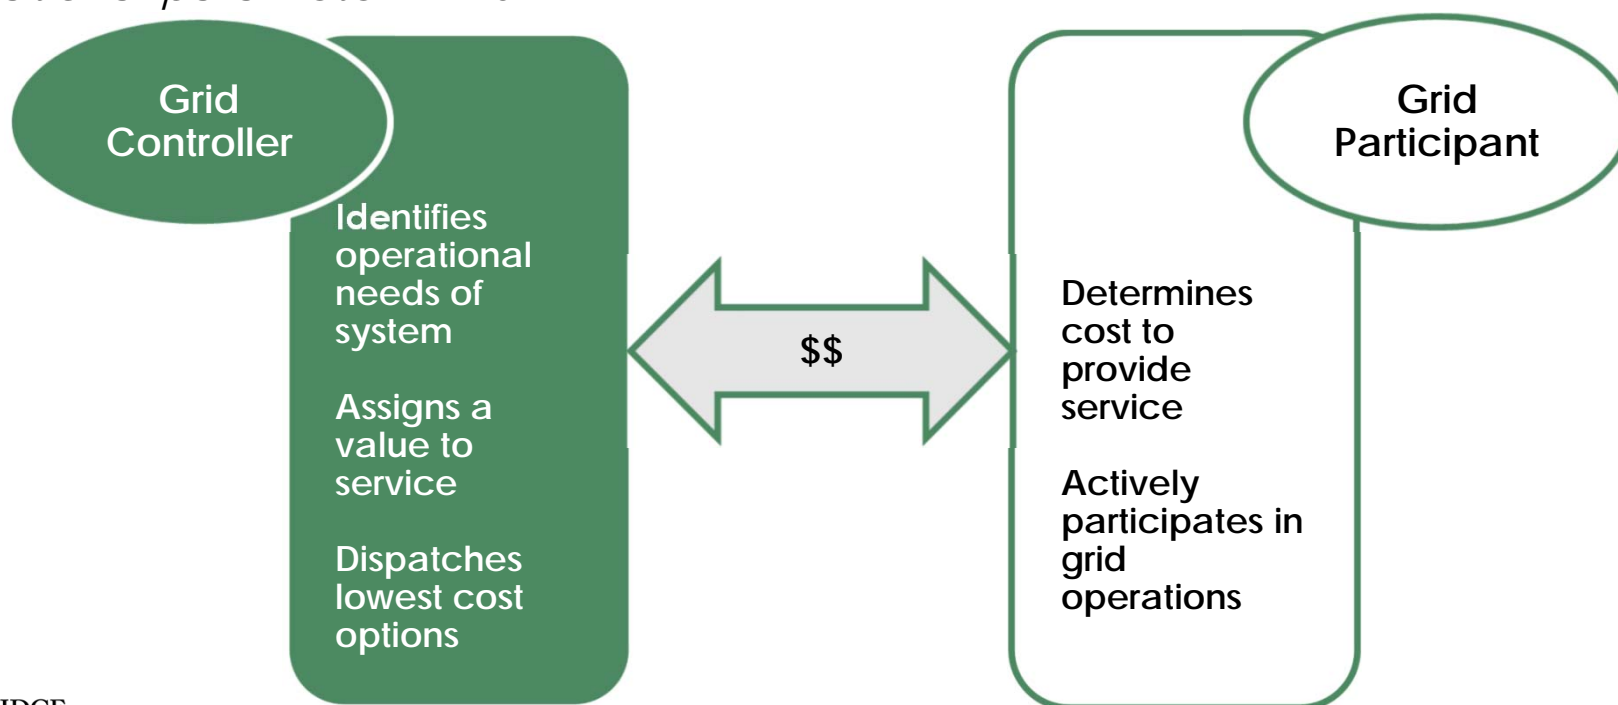 Grid
Controller
Identifies
operational
needs of
system
Assigns a
value to
service
Dispatches
lowest cost
options
$$
Grid
Participant
Determines
cost to
provide
service
Actively
participates in
grid
operations